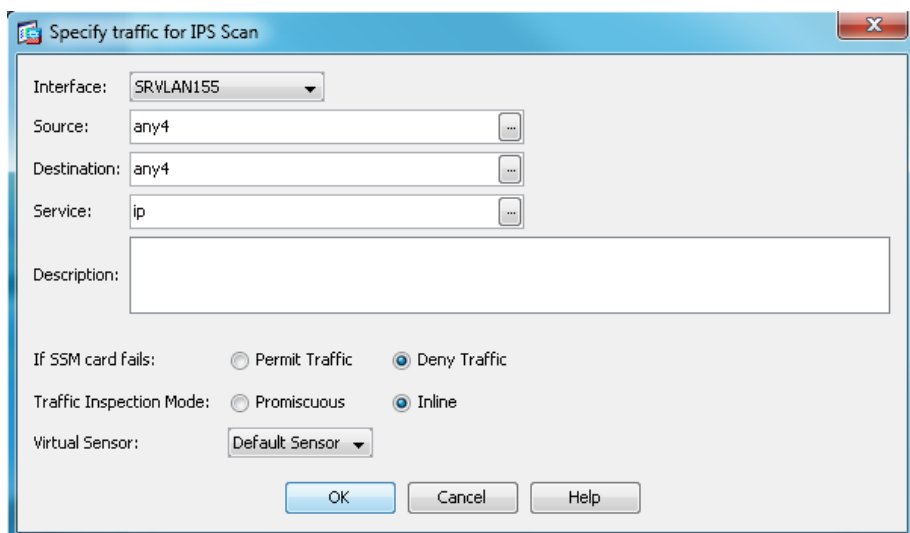 Specify traffic for IPS Scan
Interface: SRVLAN155
Source: any4 ...
Destination: any4 ...
Service: ip ...
Description:
If SSM card fails: Permit Traffic Deny Traffic
Traffic Inspection Mode: Promiscuous Inline
Virtual Sensor: Default Sensor
OK Cancel Help